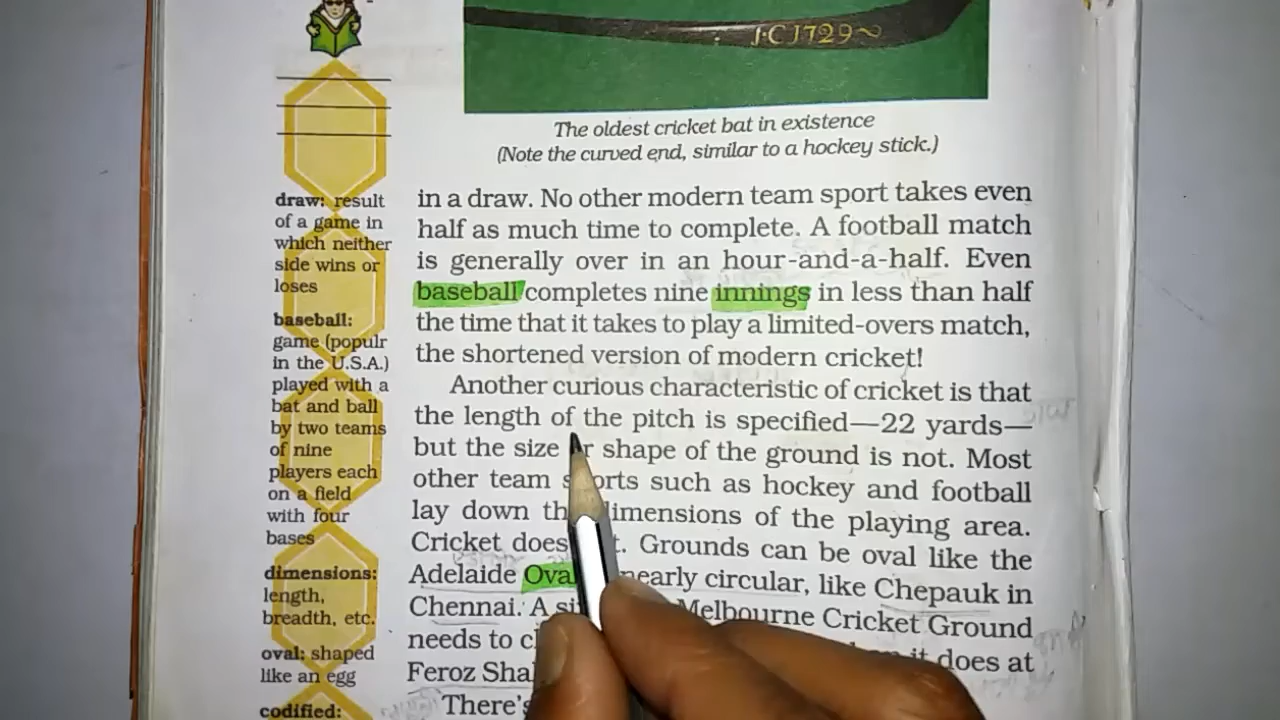 J·C 1729~
The oldest cricket bat in existence
(Note the curved end, similar to a hockey stick.)
draw: result
of a game in
which neither
side wins or
loses
baseball:
game (populr
in the U.S.A.)
played with a
bat and ball
by two teams
of nine
players each
on a field
with four
bases
dimensions:
length,
breadth, etc.
oval: shaped
like an egg
codified:
in a draw. No other modern team sport takes even
half as much time to complete. A football match
is generally over in an hour-and-a-half. Even
baseball completes nine innings in less than half
the time that it takes to play a limited-overs match,
the shortened version of modern cricket!
Another curious characteristic of cricket is that
the length of the pitch is specified—22 yards—
but the size shape of the ground is not. Most
other team such as hockey and football
lay down dimensions of the playing area.
Cricket does Grounds can be oval like the
Adelaide Oval nearly circular, like Chepauk in
Chennai. A Melbourne Cricket Ground
needs to it does at
Feroz
There's